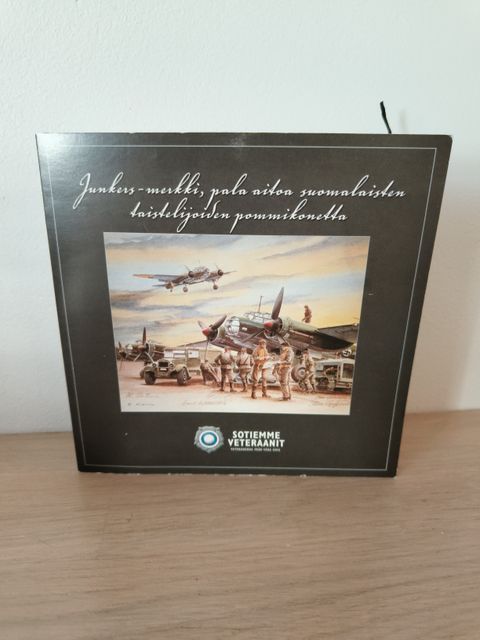 Junkers-merkki, pala aitoa suomalaisten
taistelijoiden pommikonetta
SOTIEMME
VETERAANIT